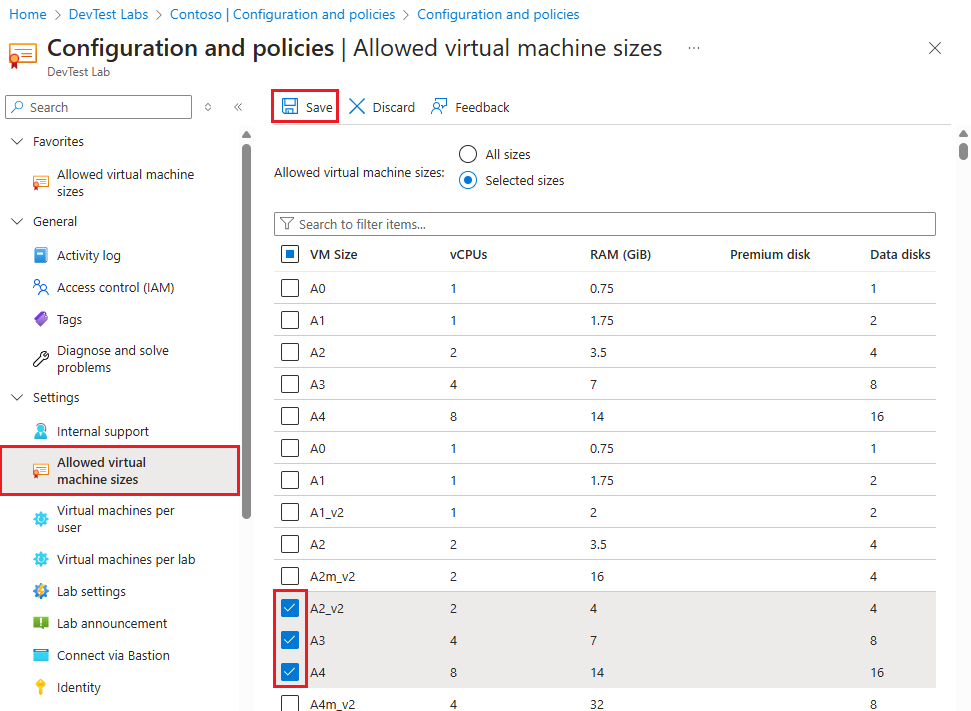 Home > DevTest Labs > Contoso | Configuration and policies > Configuration and policies
Configuration and policies | Allowed virtual machine sizes ...
DevTest Lab
Search
Favorites
Allowed virtual machine
sizes
General
Activity log
Access control (IAM)
Tags
Diagnose and solve
problems
Settings
Internal support
Allowed virtual
machine sizes
Virtual machines per
user
Virtual machines per lab
Lab settings
Lab announcement
Connect via Bastion
Identity
Save Discard Feedback
Allowed virtual machine sizes:
All sizes
Selected sizes
Search to filter items...
VM Size vCPUs RAM (GiB) Premium disk Data disks
A0 1 0.75 1
A1 1 1.75 2
A2 2 3.5 4
A3 4 7 8
A4 8 14 16
A0 1 0.75 1
A1 1 1.75 2
A1_v2 1 2 2
A2 2 3.5 4
A2m_v2 2 16 4
A2_v2 2 4 4
A3 4 7 8
A4 8 14 16
A4m_v2 4 32 8